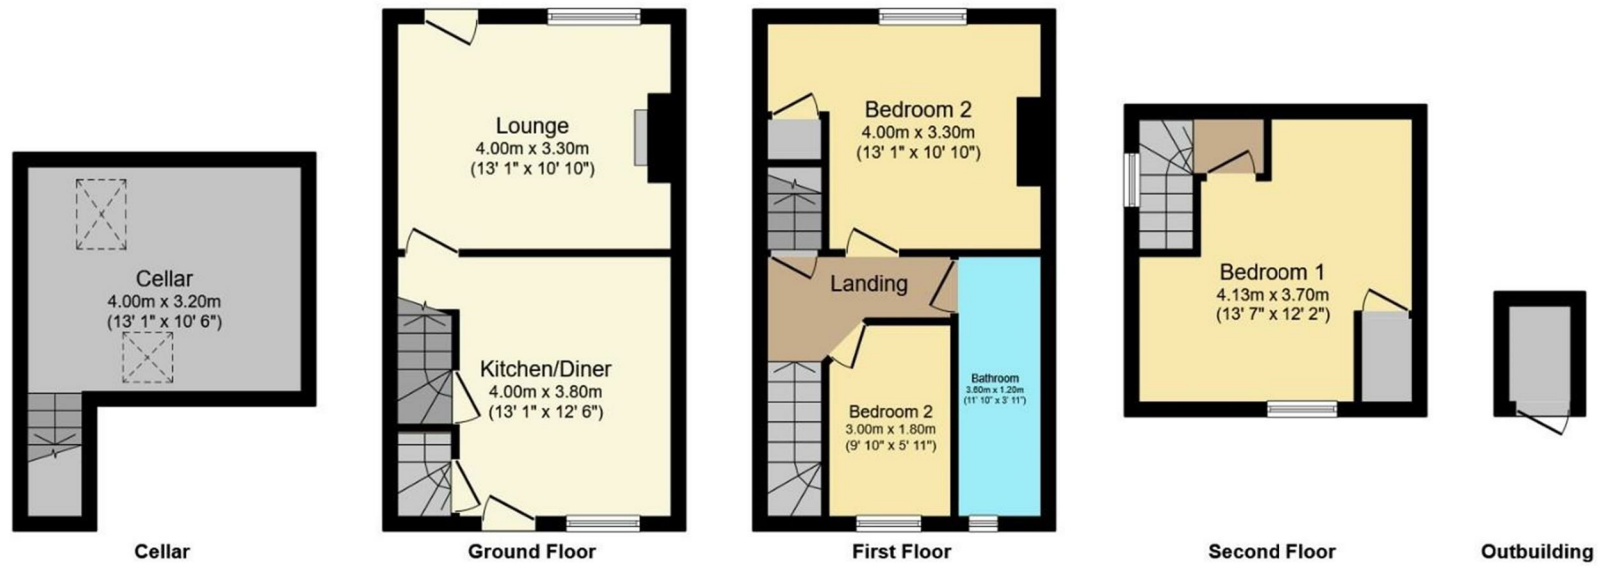 Cellar
4.00m x 3.20m
(13' 1" x 10' 6")
Cellar
Lounge
4.00m x 3.30m
(13' 1" x 10' 10")
Kitchen/Diner
4.00m x 3.80m
(13' 1" x 12' 6")
Ground Floor
Bedroom 2
4.00m x 3.30m
(13' 1" x 10' 10")
Landing
Bathroom
3.60m x 1.20m
(11' 10" x 3' 11")
Bedroom 2
3.00m x 1.80m
(9' 10" x 5' 11")
First Floor
Bedroom 1
4.13m x 3.70m
(13' 7" x 12' 2")
Second Floor
Outbuilding